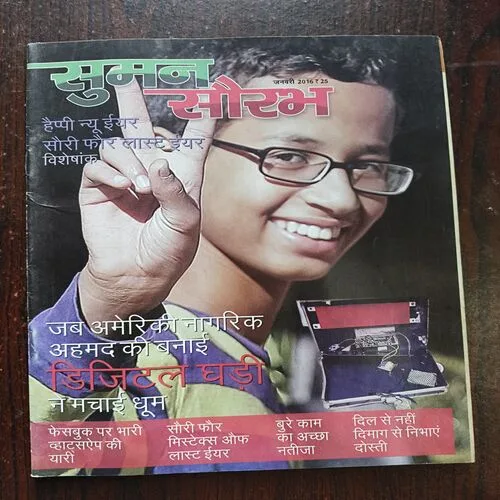 सुमन
सौरभ
जनवरी 2016 ₹ 25
हैप्पी न्यू ईयर
सौरी फौर लास्ट ईयर
विशेषांक
जब अमेरिकी नागरिक
अहमद की बनाई
डिजिटल घड़ी
ने मचाई धूम
फेसबुक पर भारी
व्हाट्सऐप की
यारी
सौरी फौर
मिस्टेक्स औफ
लास्ट ईयर
बुरे काम
का अच्छा
नतीजा
दिल से नहीं
दिमाग से निभाएं
दोस्ती